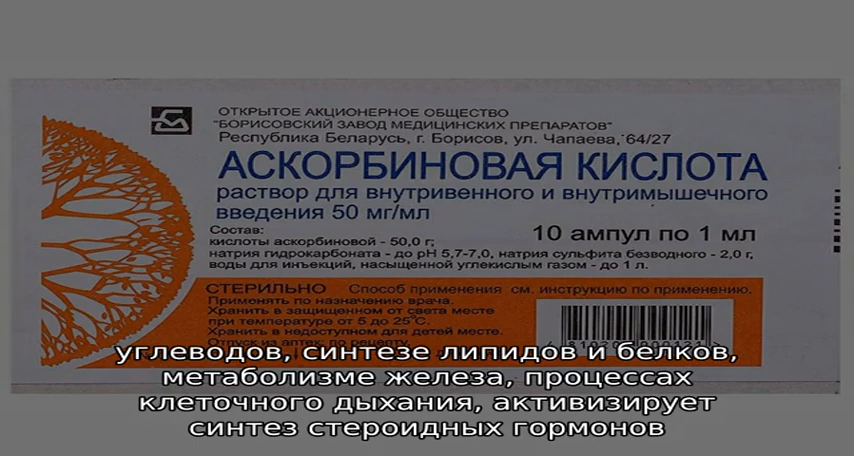 ОТКРЫТОЕ АКЦИОНЕРНОЕ ОБЩЕСТВО
"БОРИСОВСКИЙ ЗАВОД МЕДИЦИНСКИХ ПРЕПАРАТОВ"
Республика Беларусь, г. Борисов, ул. Чапаева, 64/27
АСКОРБИНОВАЯ КИСЛОТА
раствор для внутривенного и внутримышечного
введения 50 мг/мл
10 ампул по 1 мл
Состав:
кислоты аскорбиновой - 50,0 г;
натрия гидрокарбоната - до pH 5,7-7,0, натрия сульфита безводного - 2,0 г,
воды для инъекций, насыщенной углекислым газом - до 1 л.
СТЕРИЛЬНО Способ применения см. инструкцию по применению.
Применять по назначению врача.
Хранить в защищенном от света месте
при температуре от 5 до 25°С.
Хранить в недоступном для детей месте.
Отпуск из аптек: по рецепту.
углеводов, синтезе липидов и белков,
метаболизме железа, процессах
клеточного дыхания, активизирует
синтез стероидных гормонов